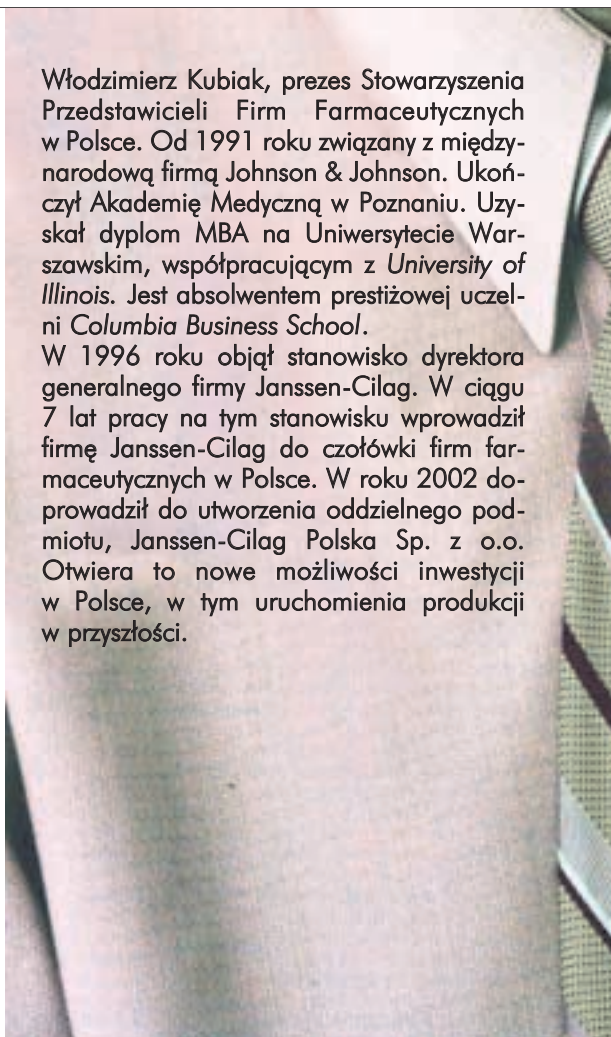 Włodzimierz Kubiak, prezes Stowarzyszenia
Przedstawicieli Firm Farmaceutycznych
w Polsce. Od 1991 roku związany z między-
narodową firmą Johnson & Johnson. Ukoń-
czył Akademię Medyczną w Poznaniu. Uzy-
skał dyplom MBA na Uniwersytecie War-
szawskim, współpracującym z University of
Illinois. Jest absolwentem prestiżowej uczel-
ni Columbia Business School.
W 1996 roku objął stanowisko dyrektora
generalnego firmy Janssen-Cilag. W ciągu
7 lat pracy na tym stanowisku wprowadził
firmę Janssen-Cilag do czołówki firm far-
maceutycznych w Polsce. W roku 2002 do-
prowadził do utworzenia oddzielnego pod-
miotu, Janssen-Cilag Polska Sp. z o.o.
Otwiera to nowe możliwości inwestycji
w Polsce, w tym uruchomienia produkcji
w przyszłości.